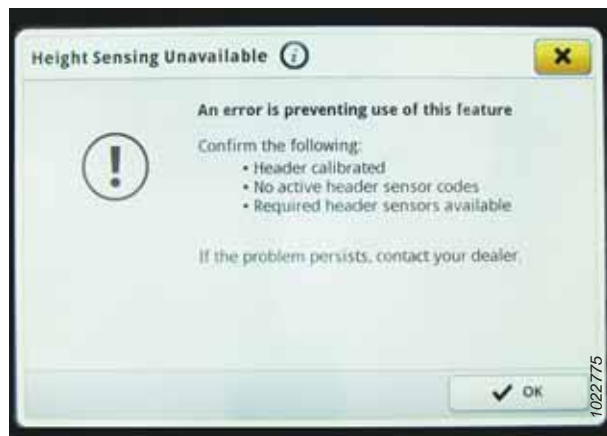 Height Sensing Unavailable i
An error is preventing use of this feature
!
Confirm the following:
• Header calibrated
• No active header sensor codes
• Required header sensors available
If the problem persists, contact your dealer.
OK
1022775